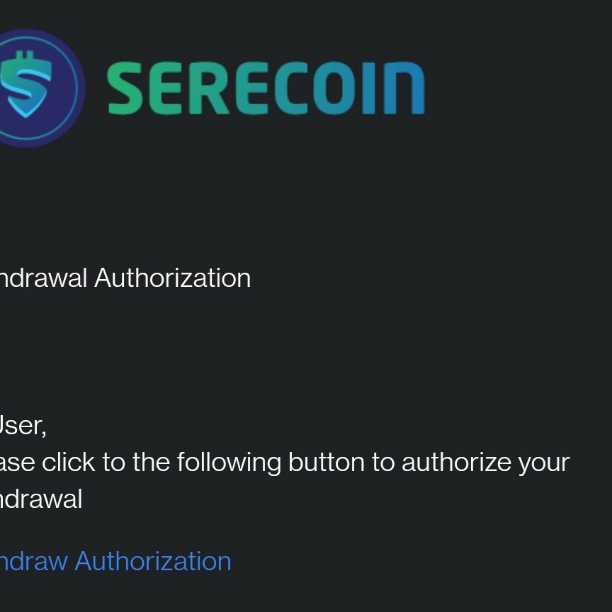 SERECOIN
ndrawal Authorization
User,
ase click to the following button to authorize your
ndrawal
ndraw Authorization